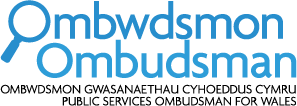 Ombwdsmon
Ombudsman
OMBWDSMON GWASANAETHAU CYHOEDDUS CYMRU
PUBLIC SERVICES OMBUDSMAN FOR WALES